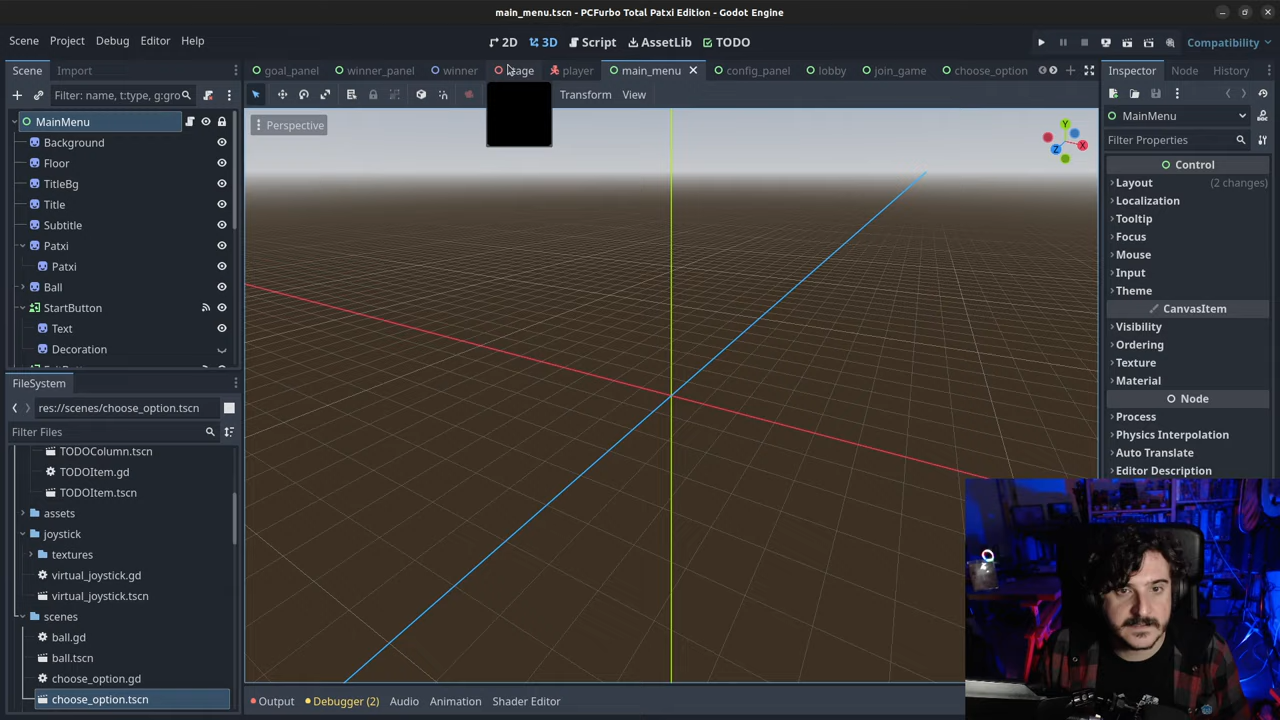 main_menu.tscn - PCFurbo Total Patxi Edition - Godot Engine
Scene Project Debug Editor Help
2D 3D Script AssetLib TODO
Compatibility
Scene Import
goal_panel winner_panel winner player main_menu config_panel lobby join_game choose_option
Inspector Node History
Filter: name, t:type, g:gro
Transform View
MainMenu
Background
Floor
TitleBg
Title
Subtitle
Patxi
Patxi
Ball
StartButton
Text
Decoration
Perspective
Y
X
Z
MainMenu
Filter Properties
Control
Layout (2 changes)
Localization
Tooltip
Focus
Mouse
Input
Theme
CanvasItem
Visibility
Ordering
Texture
Material
Node
Process
Physics Interpolation
Auto Translate
Editor Description
FileSystem
res://scenes/choose_option.tscn
Filter Files
TODOColumn.tscn
TODOItem.gd
TODOItem.tscn
assets
joystick
textures
virtual_joystick.gd
virtual_joystick.tscn
scenes
ball.gd
ball.tscn
choose_option.gd
choose_option.tscn
Output Debugger (2) Audio Animation Shader Editor